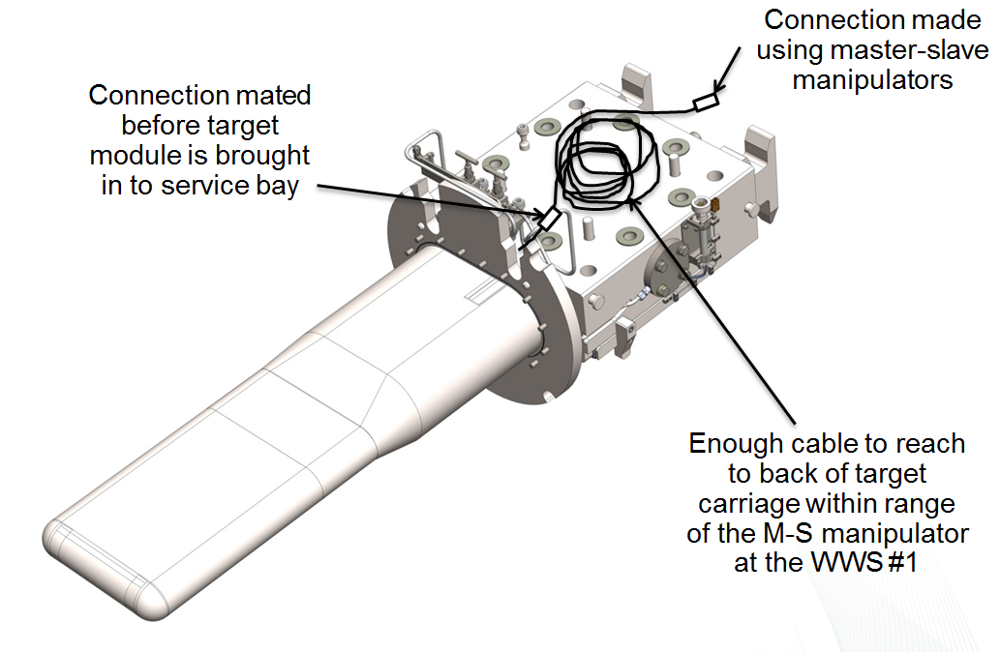 Connection made
using master-slave
manipulators
Connection mated
before target
module is brought
in to service bay
Enough cable to reach
to back of target
carriage within range
of the M-S manipulator
at the WWS #1